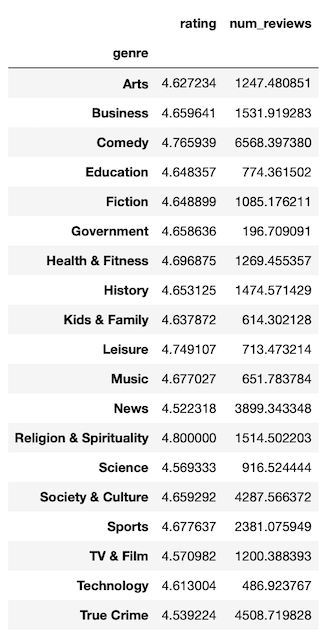 rating num_reviews
genre
Arts 4.627234 1247.480851
Business 4.659641 1531.919283
Comedy 4.765939 6568.397380
Education 4.648357 774.361502
Fiction 4.648899 1085.176211
Government 4.658636 196.709091
Health & Fitness 4.696875 1269.455357
History 4.653125 1474.571429
Kids & Family 4.637872 614.302128
Leisure 4.749107 713.473214
Music 4.677027 651.783784
News 4.522318 3899.343348
Religion & Spirituality 4.800000 1514.502203
Science 4.569333 916.524444
Society & Culture 4.659292 4287.566372
Sports 4.677637 2381.075949
TV & Film 4.570982 1200.388393
Technology 4.613004 486.923767
True Crime 4.539224 4508.719828